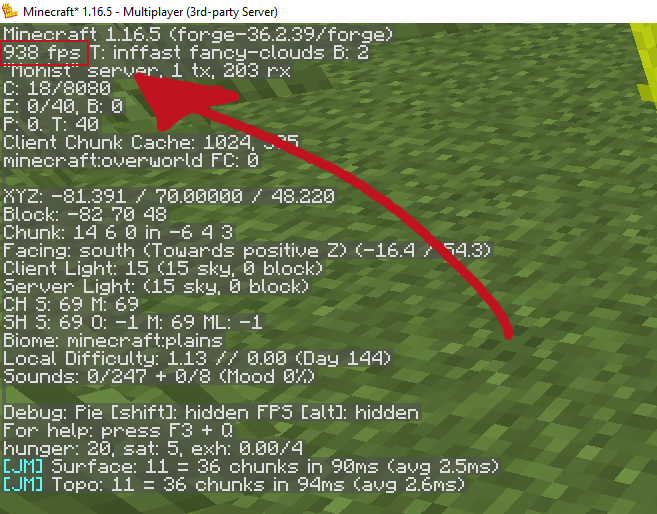 Minecraft* 1.16.5 - Multiplayer (3rd-party Server)
Minecraft 1.16.5 (forge-36.2.39/forge)
938 fps T: inffast fancy-clouds B: 2
"Mohist" server, 1 tx, 203 rx
C: 18/8080
E: 0/40, B: 0
P: 0. T: 40
Client Chunk Cache: 1024,
minecraft:overworld FC: 0
XYZ: -81.391 / 70.00000 / 48.220
Block: -82 70 48
Chunk: 14 6 0 in -6 4 3
Facing: south (Towards positive Z) (-16.4 / 54.3)
Client Light: 15 (15 sky, 0 block)
Server Light: (15 sky, 0 block)
CH S: 69 M: 69
SH S: 69 O: -1 M: 69 ML: -1
Biome: minecraft:plains
Local Difficulty: 1.13 // 0.00 (Day 144)
Sounds: 0/247 + 0/8 (Mood 0%)
Debug: Pie [shift]: hidden FPS [alt]: hidden
For help: press F3 + Q
hunger: 20, sat: 5, exh: 0.00/4
[JM] Surface: 11 = 36 chunks in 90ms (avg 2.5ms)
[JM] Topo: 11 = 36 chunks in 94ms (avg 2.6ms)